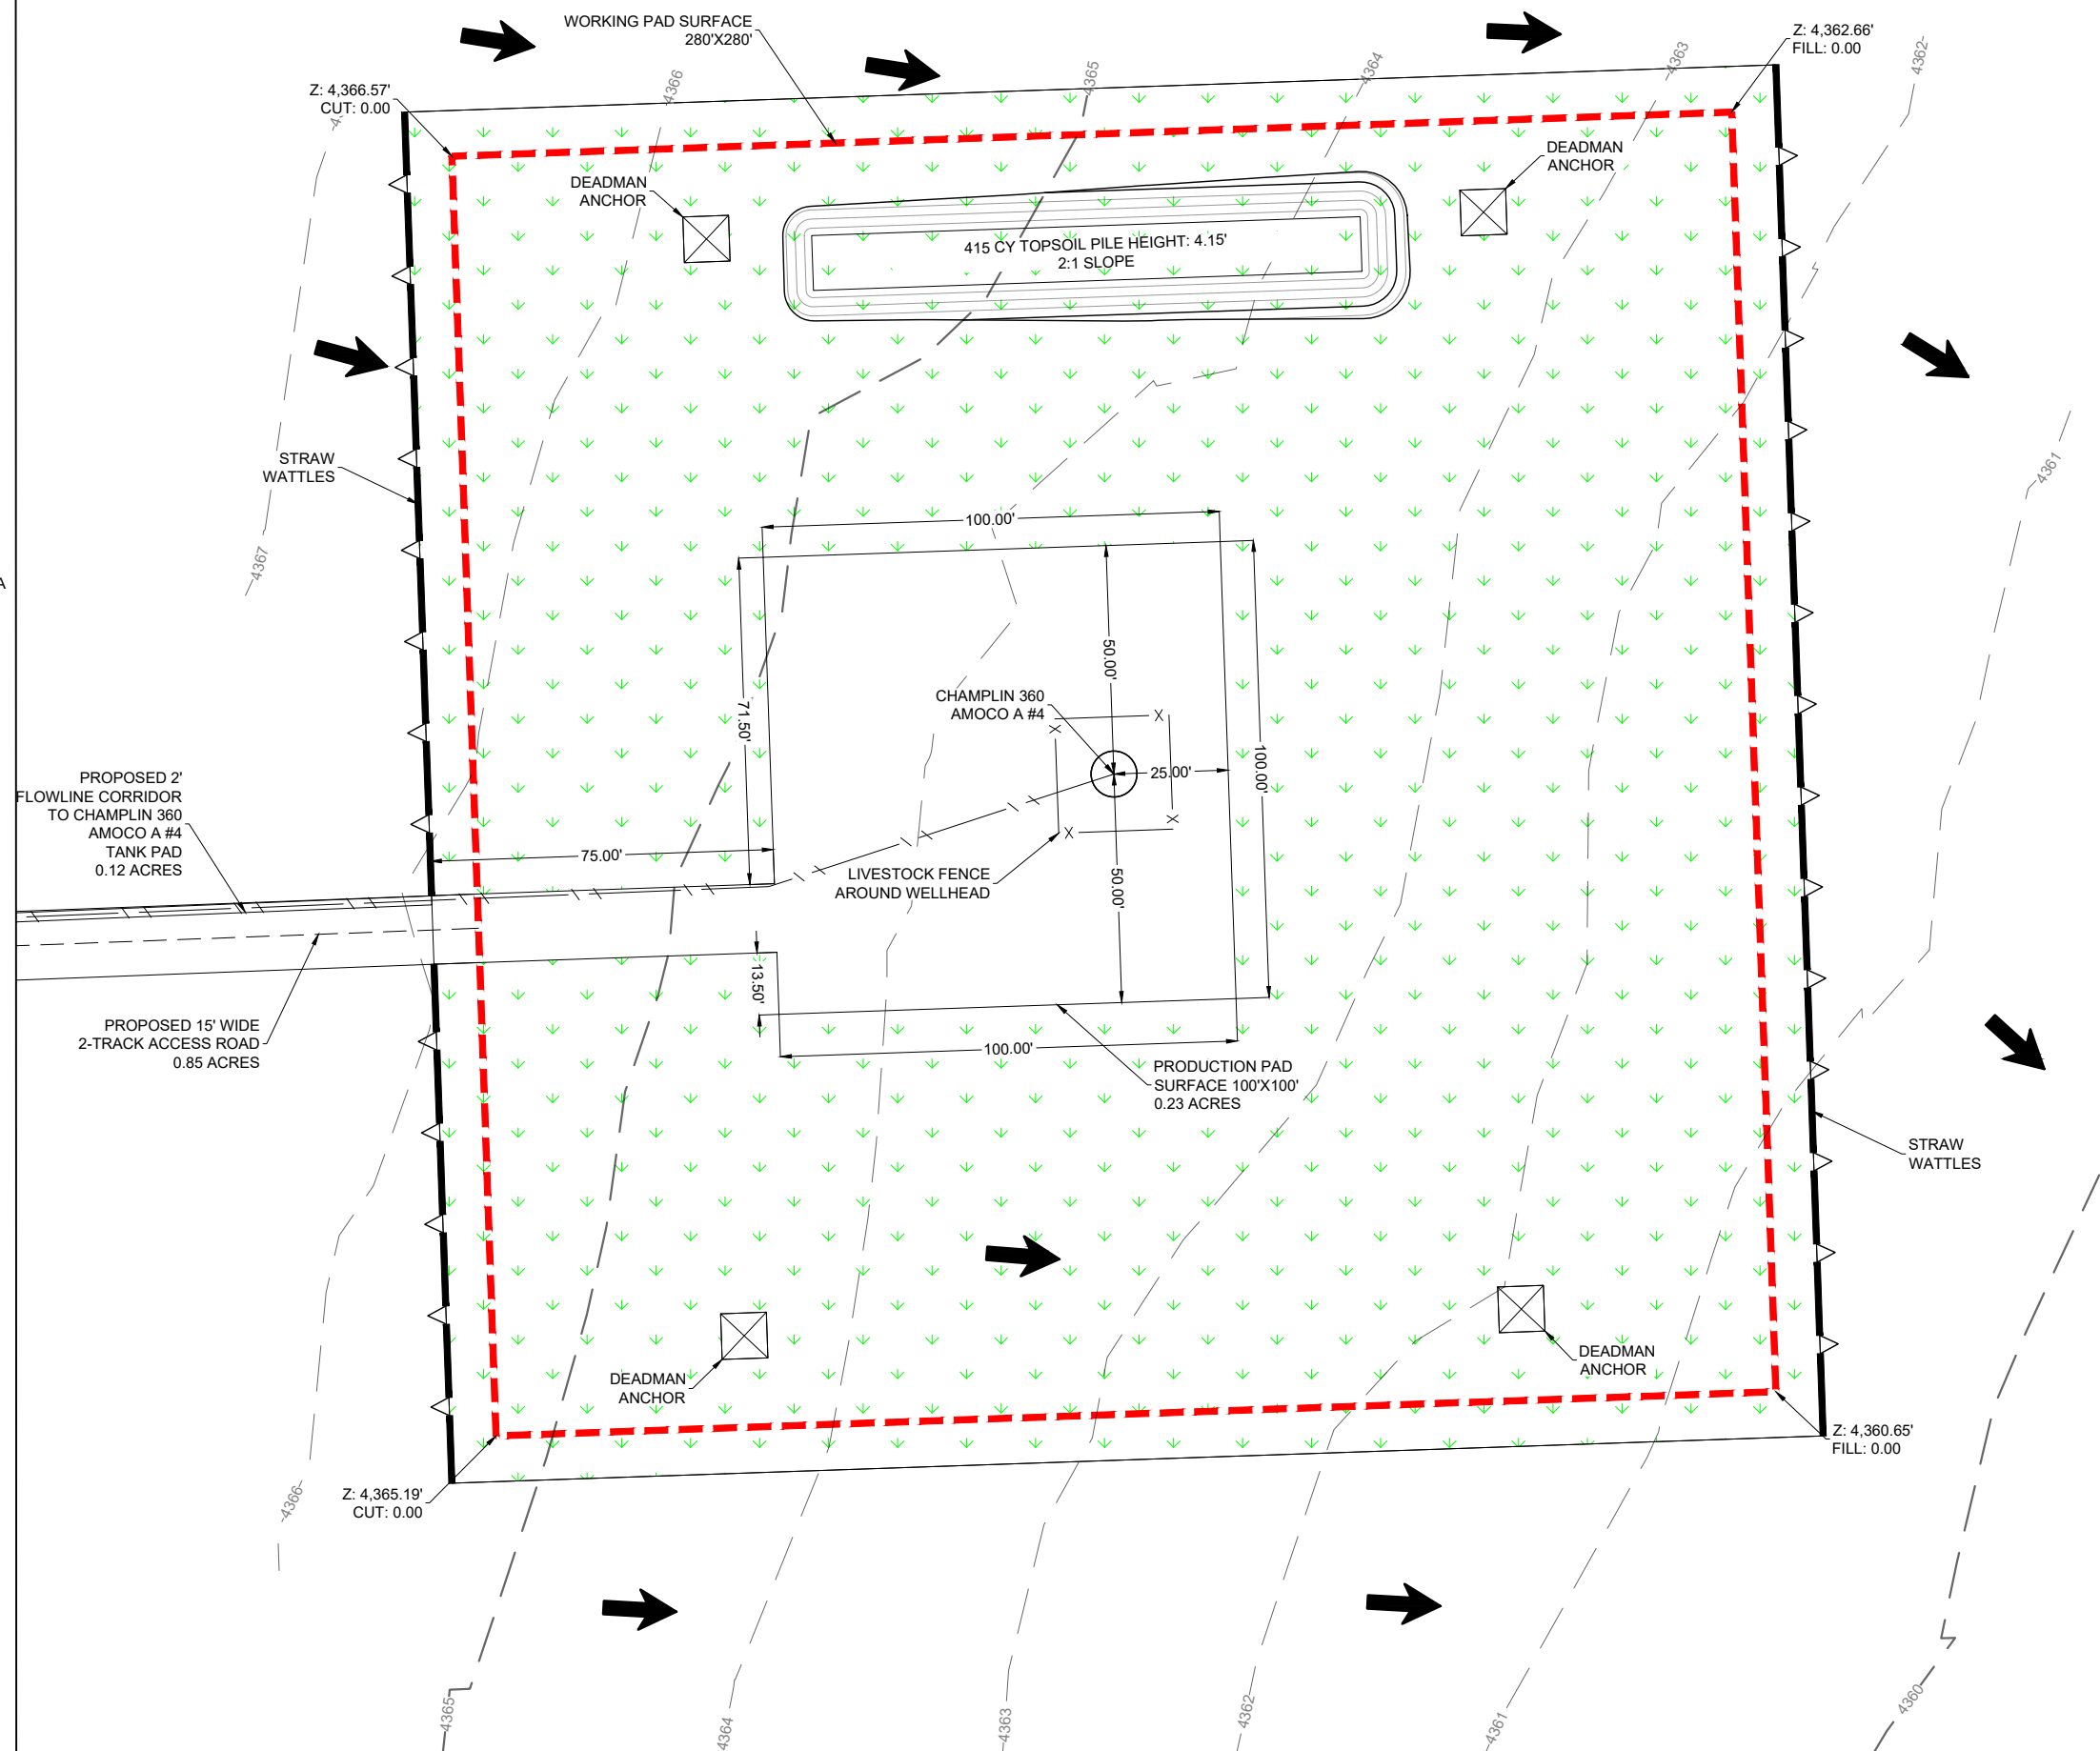 WORKING PAD SURFACE
280'X280'
Z: 4,362.66'
FILL: 0.00
4366
4365
4364
4363
4362
Z: 4,366.57'
CUT: 0.00
DEADMAN
ANCHOR
DEADMAN
ANCHOR
415 CY TOPSOIL PILE HEIGHT: 4.15'
2:1 SLOPE
STRAW
WATTLES
4361
4367
A
100.00'
50.00'
71.50'
CHAMPLIN 360
AMOCO A #4
X
X
25.00'
100.00'
X
X
PROPOSED 2'
FLOWLINE CORRIDOR
TO CHAMPLIN 360
AMOCO A #4
TANK PAD
0.12 ACRES
75.00'
LIVESTOCK FENCE
AROUND WELLHEAD
50.00'
13.50'
PROPOSED 15' WIDE
2-TRACK ACCESS ROAD
0.85 ACRES
100.00'
PRODUCTION PAD
SURFACE 100'X100'
0.23 ACRES
STRAW
WATTLES
DEADMAN
ANCHOR
DEADMAN
ANCHOR
Z: 4,360.65'
FILL: 0.00
Z: 4,365.19'
CUT: 0.00
4366
4365
4364
4363
4362
4361
4360